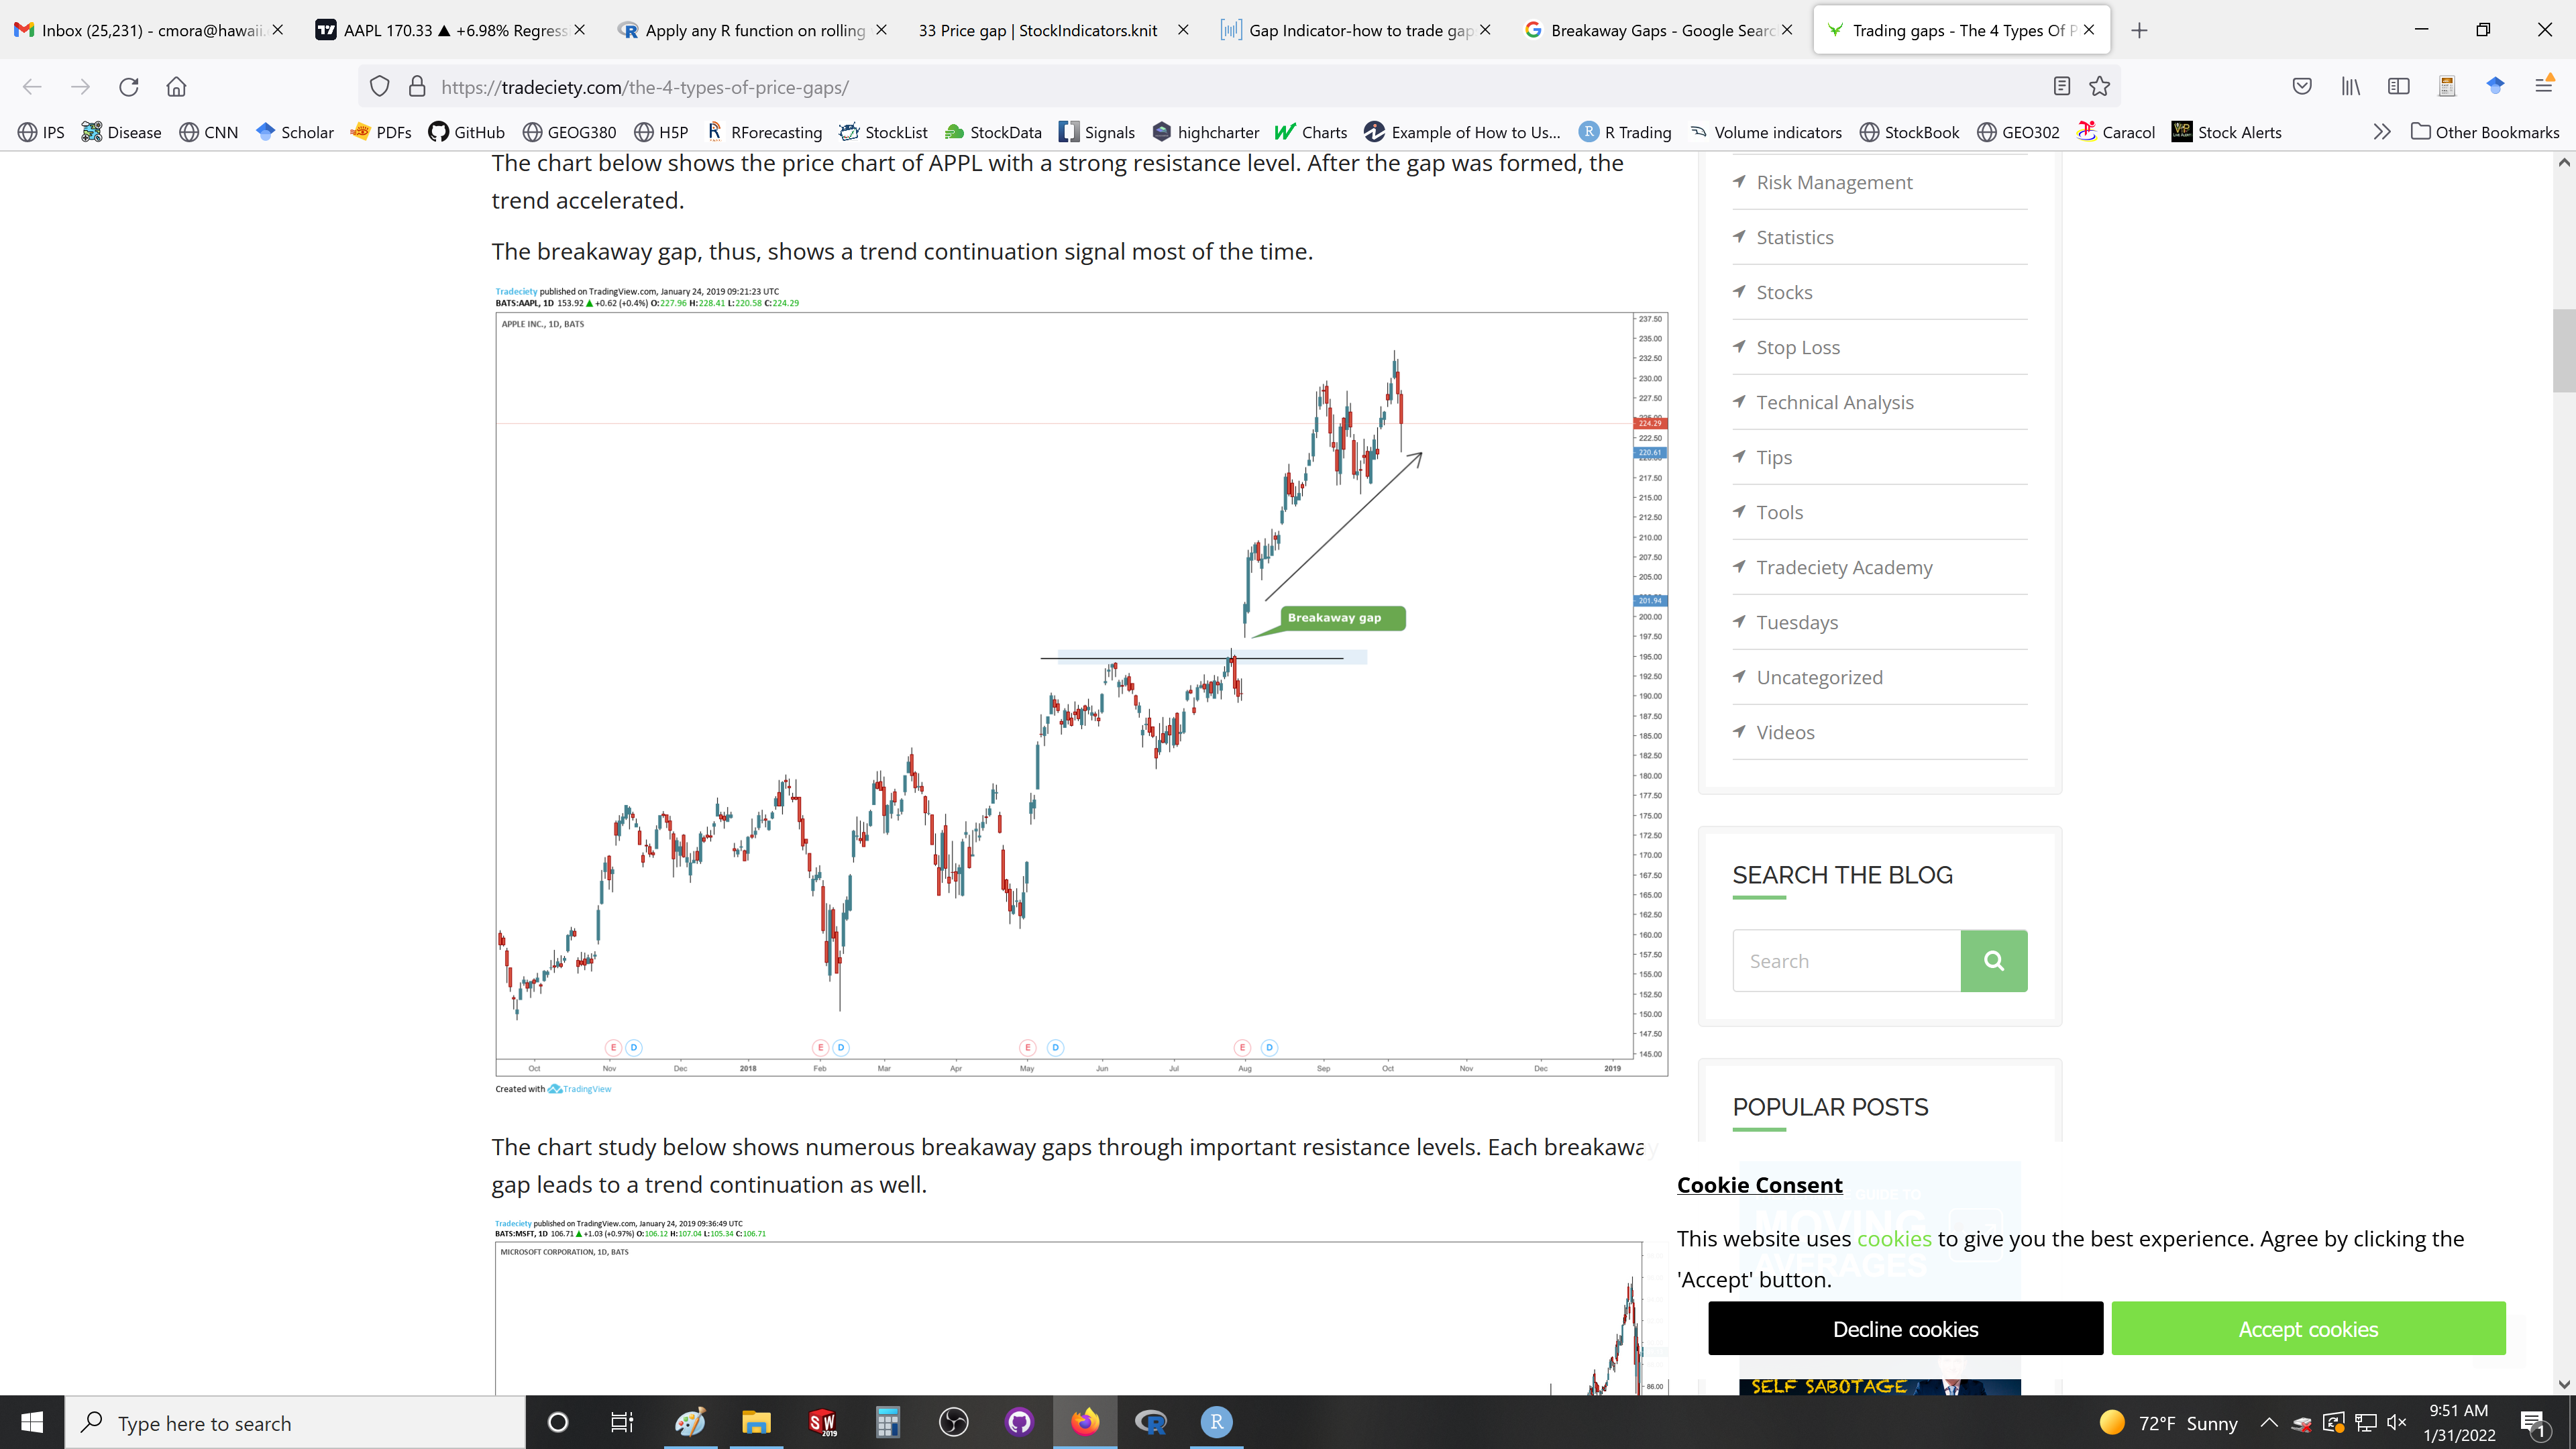 Inbox (25,231) - cmora@hawaii.
AAPL 170.33 ▲ +6.98% Regress
Apply any R function on rolling
33 Price gap | StockIndicators.knit
Gap Indicator-how to trade gap
Breakaway Gaps - Google Searc
Trading gaps - The 4 Types Of P
https://tradeciety.com/the-4-types-of-price-gaps/
IPS Disease CNN Scholar PDFs GitHub GEOG380 H5P RForecasting StockList StockData Signals highcharter Charts Example of How to Us... R Trading Volume indicators StockBook GEO302 Caracol Stock Alerts Other Bookmarks
The chart below shows the price chart of APPL with a strong resistance level. After the gap was formed, the
trend accelerated.
The breakaway gap, thus, shows a trend continuation signal most of the time.
Tradeciety published on TradingView.com, January 24, 2019 09:21:23 UTC
BATS:AAPL, 1D 153.92 ▲ +0.62 (+0.4%) O:227.96 H:228.41 L:220.58 C:224.29
APPLE INC., 1D, BATS
237.50
235.00
232.50
230.00
227.50
224.29
222.50
220.61
217.50
215.00
212.50
210.00
207.50
205.00
201.94
200.00
197.50
195.00
192.50
190.00
187.50
185.00
182.50
180.00
177.50
175.00
172.50
170.00
167.50
165.00
162.50
160.00
157.50
155.00
152.50
150.00
147.50
145.00
Breakaway gap
E D E D E D E D
Oct Nov Dec 2018 Feb Mar Apr May Jun Jul Aug Sep Oct Nov Dec 2019
Created with TradingView
The chart study below shows numerous breakaway gaps through important resistance levels. Each breakaway
gap leads to a trend continuation as well.
Tradeciety published on TradingView.com, January 24, 2019 09:36:49 UTC
BATS:MSFT, 1D 106.71 ▲ +1.03 (+0.97%) O:106.12 H:107.04 L:105.34 C:106.71
MICROSOFT CORPORATION, 1D, BATS
86.00
Risk Management
Statistics
Stocks
Stop Loss
Technical Analysis
Tips
Tools
Tradeciety Academy
Tuesdays
Uncategorized
Videos
SEARCH THE BLOG
Search
POPULAR POSTS
Cookie Consent
This website uses cookies to give you the best experience. Agree by clicking the
'Accept' button.
Decline cookies
Accept cookies
SELF SABOTAGE
Type here to search
SW
2019
R
72°F Sunny
9:51 AM
1/31/2022
1